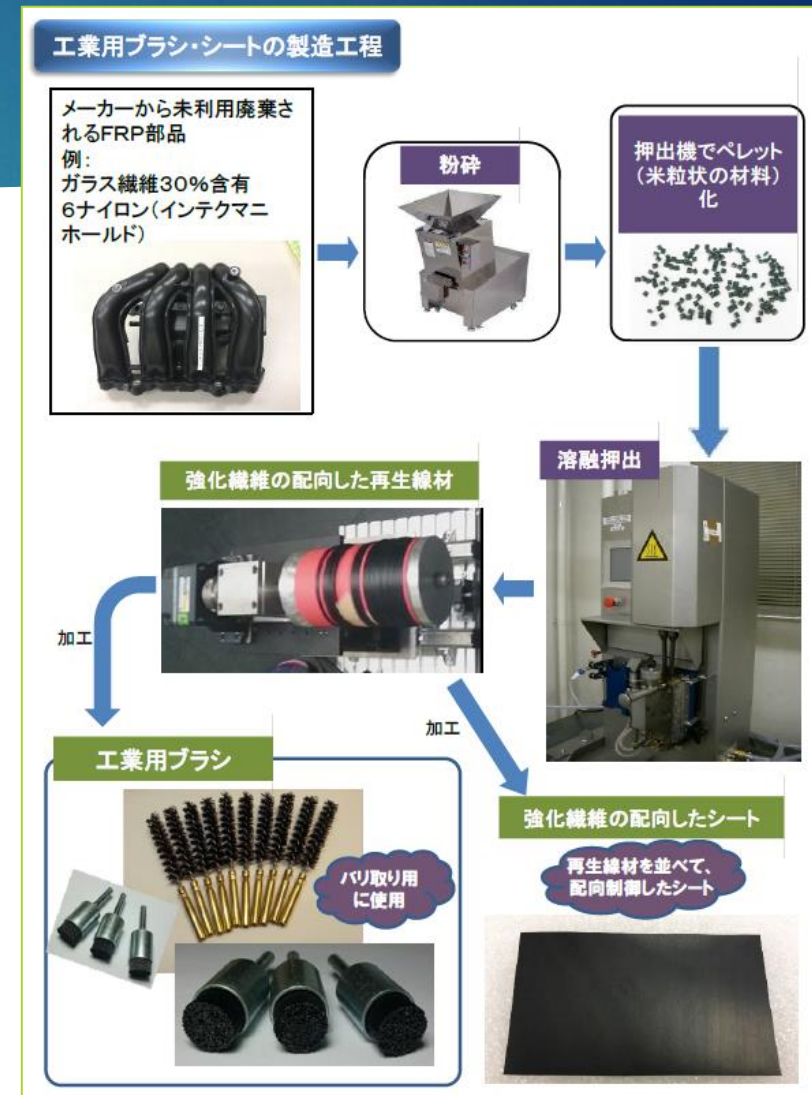 工業用ブラシ・シートの製造工程
メーカーから未利用廃棄さ
れるFRP部品
例:
ガラス繊維30%含有
6ナイロン(インテクマニ
ホールド)
粉砕
押出機でペレット
(米粒状の材料)
化
溶融押出
強化繊維の配向した再生線材
加工
加工
工業用ブラシ
バリ取り用
に使用
強化繊維の配向したシート
再生線材を並べて、
配向制御したシート